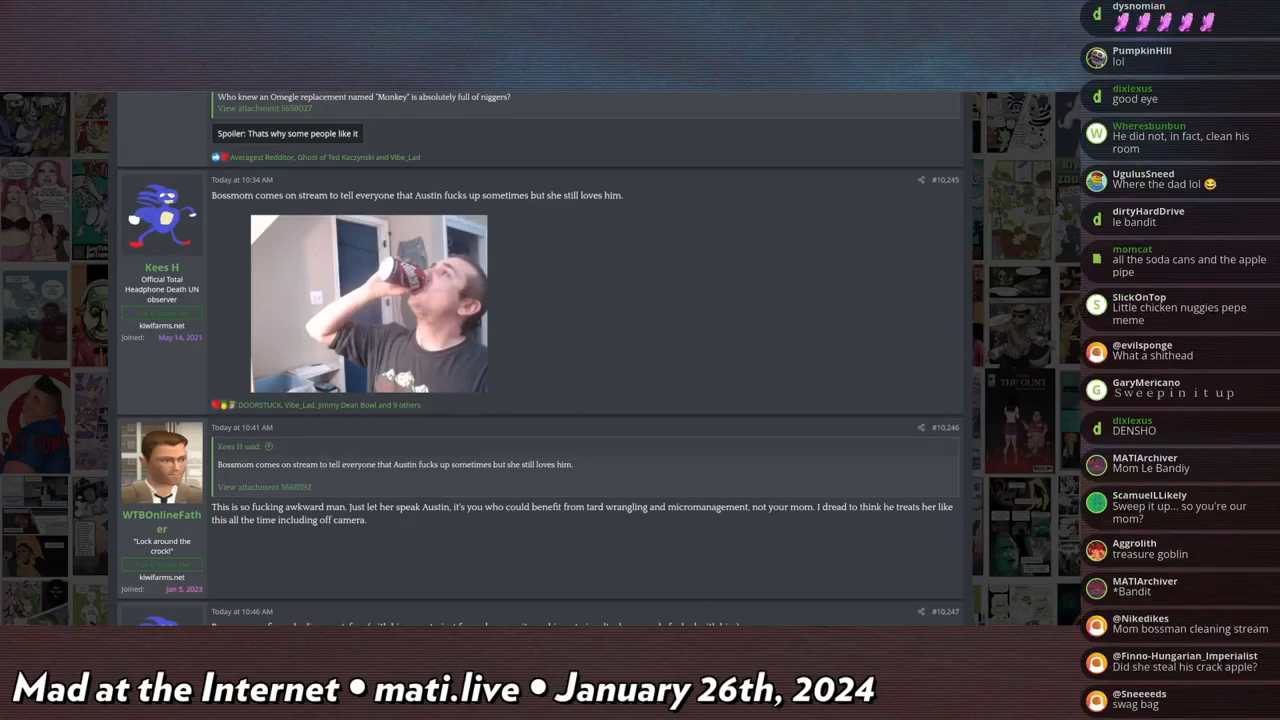 Who knew an Omegle replacement named "Monkey" is absolutely full of niggers?
View attachment 5658027
Spoiler: Thats why some people like it
Averagest Redditor, Ghost of Ted Kaczynski and Vibe_Lad
Today at 10:34 AM
#10,245
Bossmom comes on stream to tell everyone that Austin fucks up sometimes but she still loves him.
Kees H
Official Total
Headphone Death UN
observer
kiwifarms.net
Joined: May 14, 2021
DOORSTUCK, Vibe_Lad, Jimmy Dean Bowl and 9 others
Today at 10:41 AM
#10,246
Kees H said:
Bossmom comes on stream to tell everyone that Austin fucks up sometimes but she still loves him.
View attachment 5668592
WTBOnlineFath
er
"Lock around the
crock!"
kiwifarms.net
Joined: Jan 5, 2023
This is so fucking awkward man. Just let her speak Austin, it's you who could benefit from tard wrangling and micromanagement, not your mom. I dread to think he treats her like
this all the time including off camera.
Today at 10:46 AM
#10,247
THE GUNT
dysnomian
PumpkinHill
lol
dixlexus
good eye
Wheresbunbun
He did not, in fact, clean his
room
UgulusSneed
Where the dad lol 😂
dirtyHardDrive
le bandit
momcat
all the soda cans and the apple
pipe
SlickOnTop
Little chicken nuggies pepe
meme
@evilsponge
What a shithead
GaryMericano
S w e e p i n i t u p
dixlexus
DENSHO
MATIArchiver
Mom Le Bandiy
ScamuelLLikely
Sweep it up... so you're our
mom?
Aggrolith
treasure goblin
MATIArchiver
*Bandit
@Nikedikes
Mom bossman cleaning stream
@Finno-Hungarian_Imperialist
Did she steal his crack apple?
@Sneeeeds
swag bag
Mad at the Internet • mati.live • January 26th, 2024